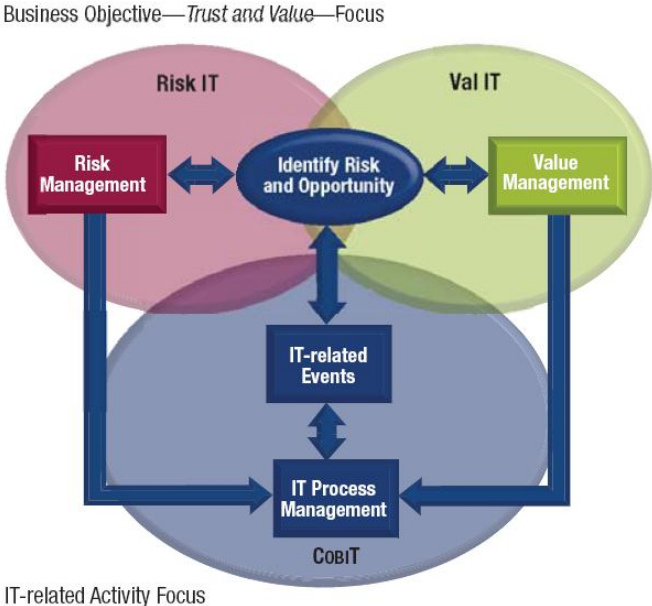 Business Objective—Trust and Value—Focus
Risk IT
Val IT
Risk
Management
Identify Risk
and Opportunity
Value
Management
IT-related
Events
IT Process
Management
COBIT
IT-related Activity Focus